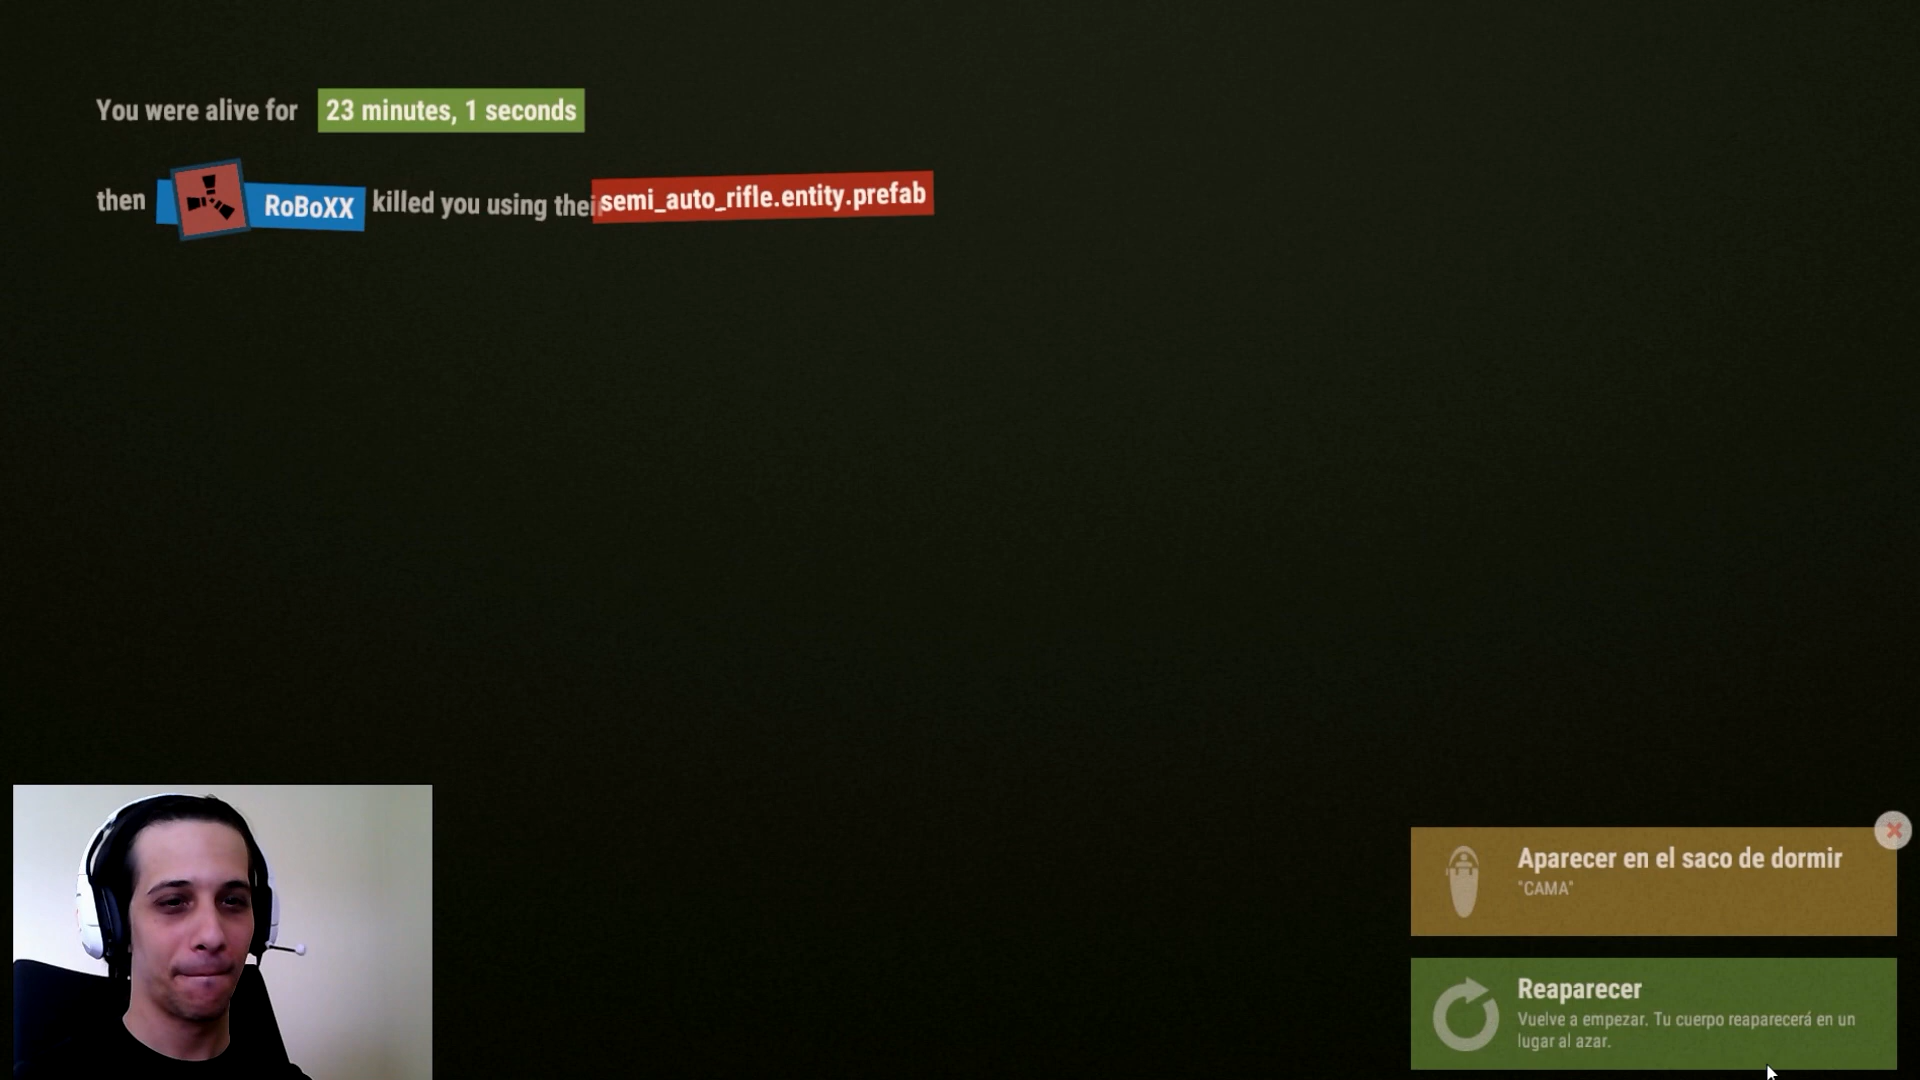 You were alive for 23 minutes, 1 seconds
then RoBoXX killed you using their semi_auto_rifle.entity.prefab
Aparecer en el saco de dormir
"CAMA"
Reaparecer
Vuelve a empezar. Tu cuerpo reaparecerá en un
lugar al azar.